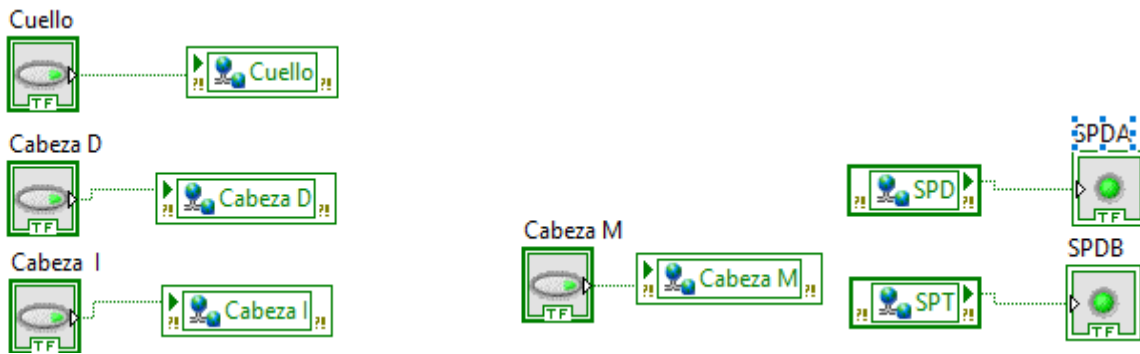 Cuello
TF
?! Cuello ?!
Cabeza D
TF
?! Cabeza D ?!
Cabeza I
TF
?! Cabeza I ?!
Cabeza M
TF
?! Cabeza M ?!
?! SPD ?!
SPDA
TF
?! SPT ?!
SPDB
TF